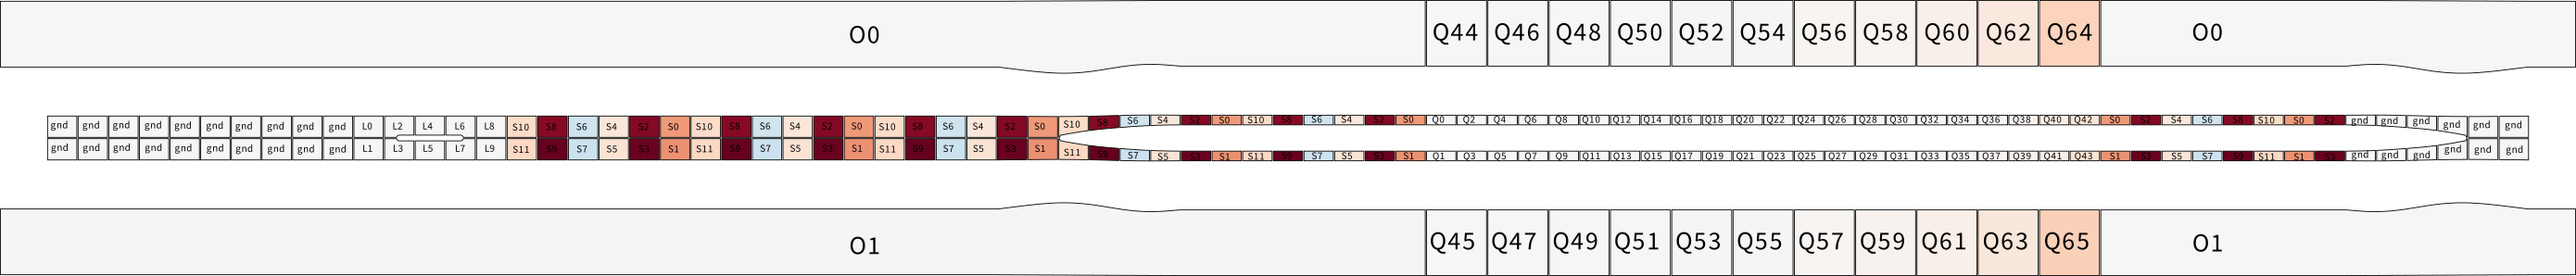 O0 Q44 Q46 Q48 Q50 Q52 Q54 Q56 Q58 Q60 Q62 Q64 O0
gnd gnd gnd gnd gnd gnd gnd gnd gnd gnd L0 L2 L4 L6 L8 S10 S8 S6 S4 S2 S0 S10 S8 S6 S4 S2 S0 S10 S8 S6 S4 S2 S0 S10 S8 S6 S4 S2 S0 S10 S8 S6 S4 S2 S0 Q0 Q2 Q4 Q6 Q8 Q10 Q12 Q14 Q16 Q18 Q20 Q22 Q24 Q26 Q28 Q30 Q32 Q34 Q36 Q38 Q40 Q42 S0 S2 S4 S6 S8 S10 S0 S2 gnd gnd gnd gnd gnd gnd
gnd gnd gnd gnd gnd gnd gnd gnd gnd gnd L1 L3 L5 L7 L9 S11 S9 S7 S5 S3 S1 S11 S9 S7 S5 S3 S1 S11 S9 S7 S5 S3 S1 S11 S9 S7 S5 S3 S1 S11 S9 S7 S5 S3 S1 Q1 Q3 Q5 Q7 Q9 Q11 Q13 Q15 Q17 Q19 Q21 Q23 Q25 Q27 Q29 Q31 Q33 Q35 Q37 Q39 Q41 Q43 S1 S3 S5 S7 S9 S11 S1 S3 gnd gnd gnd gnd gnd gnd
O1 Q45 Q47 Q49 Q51 Q53 Q55 Q57 Q59 Q61 Q63 Q65 O1